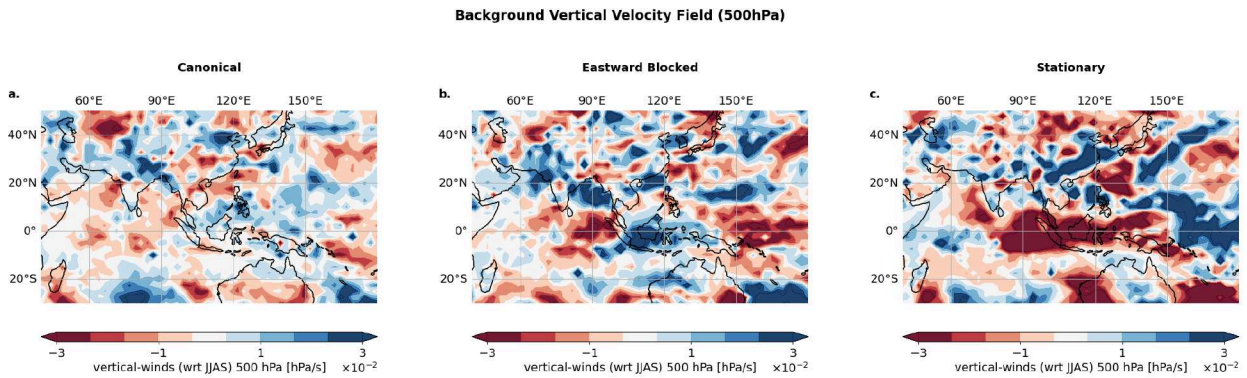 Background Vertical Velocity Field (500hPa)
Canonical
Eastward Blocked
Stationary
a.
60°E 90°E 120°E 150°E
40°N
20°N
0°
20°S
−3 −1 1 3
vertical-winds (wrt JJAS) 500 hPa [hPa/s] ×10⁻²
b.
60°E 90°E 120°E 150°E
40°N
20°N
0°
20°S
−3 −1 1 3
vertical-winds (wrt JJAS) 500 hPa [hPa/s] ×10⁻²
c.
60°E 90°E 120°E 150°E
40°N
20°N
0°
20°S
−3 −1 1 3
vertical-winds (wrt JJAS) 500 hPa [hPa/s] ×10⁻²